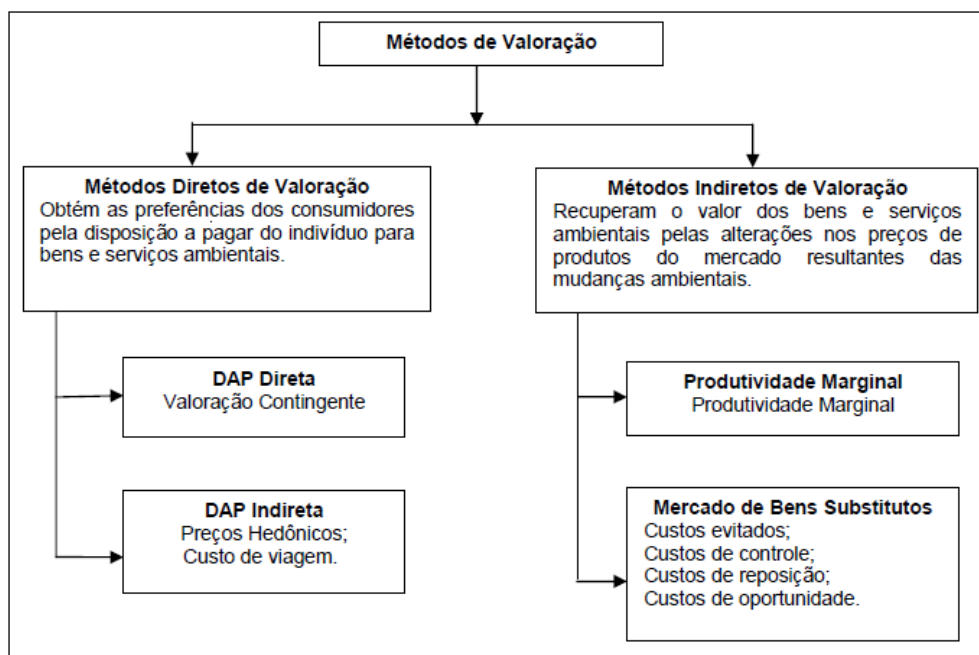 Métodos de Valoração
Métodos Diretos de Valoração
Obtém as preferências dos consumidores
pela disposição a pagar do indivíduo para
bens e serviços ambientais.
Métodos Indiretos de Valoração
Recuperam o valor dos bens e serviços
ambientais pelas alterações nos preços de
produtos do mercado resultantes das
mudanças ambientais.
DAP Direta
Valoração Contingente
Produtividade Marginal
Produtividade Marginal
DAP Indireta
Preços Hedônicos;
Custo de viagem.
Mercado de Bens Substitutos
Custos evitados;
Custos de controle;
Custos de reposição;
Custos de oportunidade.